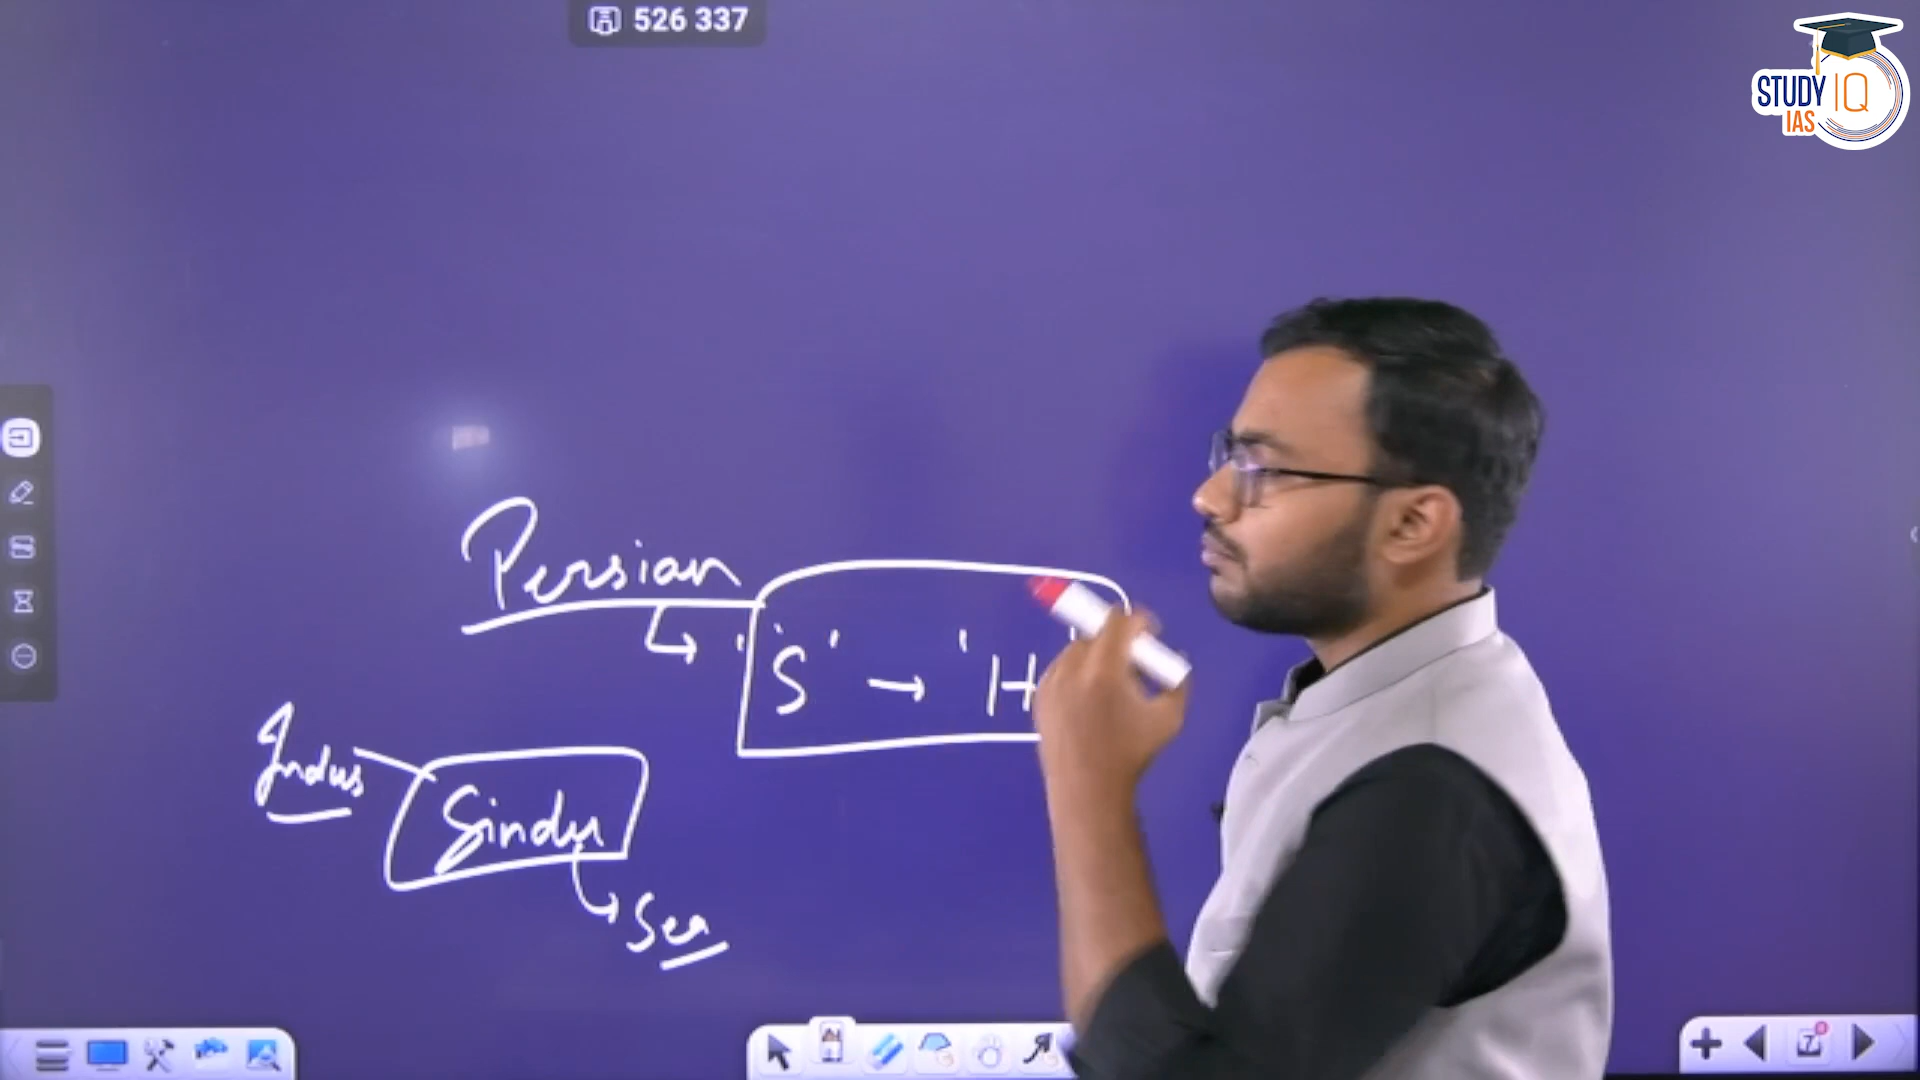 526 337
STUDY IQ
IAS
Persian
'S' → 'H
Indus
Sindu
Sea